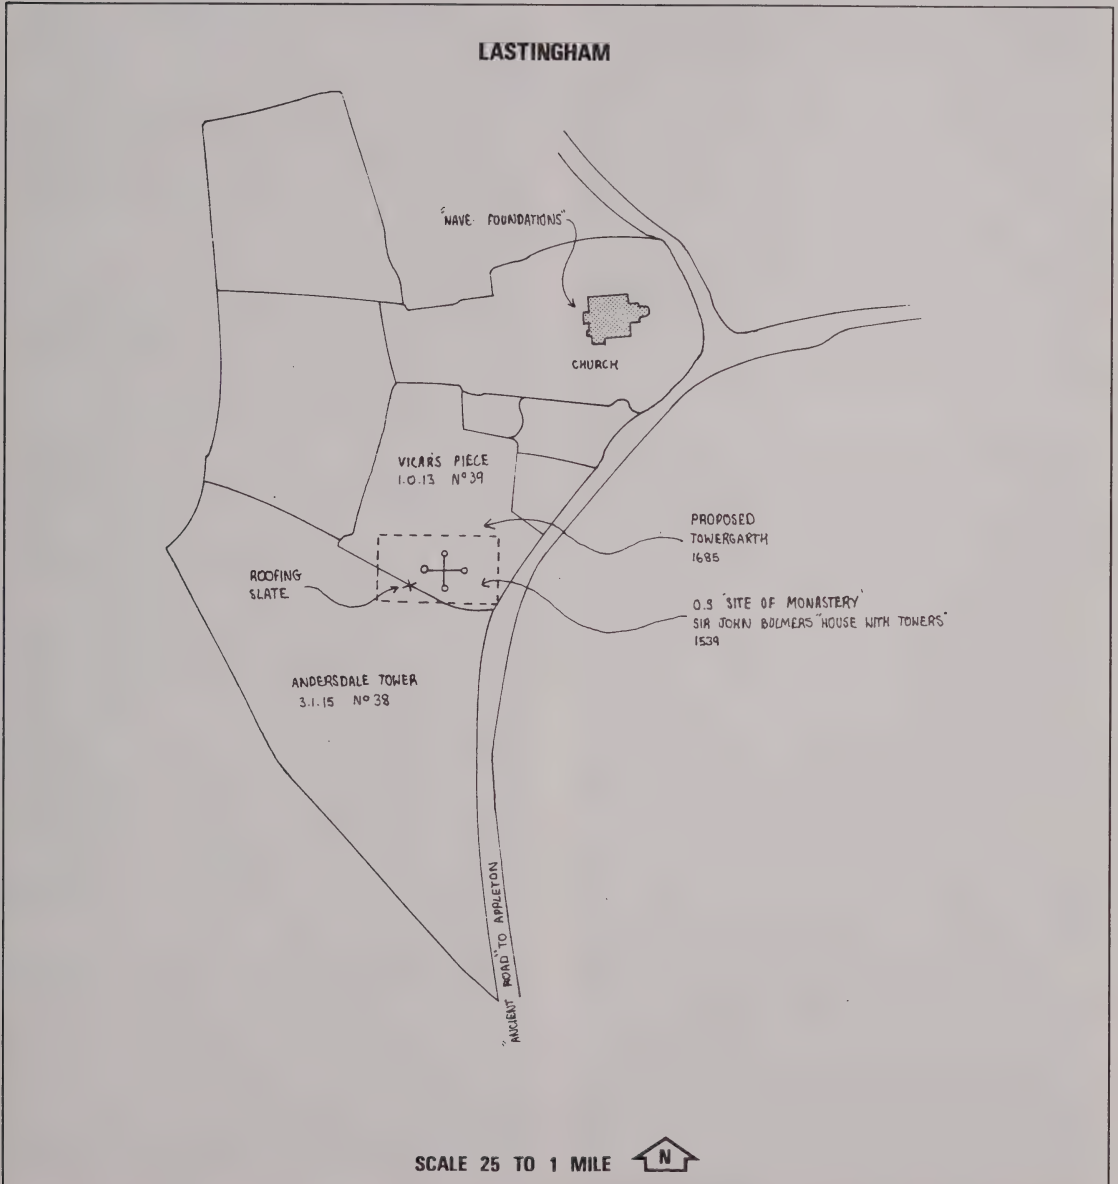 LASTINGHAM
"NAVE FOUNDATIONS"
CHURCH
VICAR'S PIECE
1.0.13 Nº 39
PROPOSED
TOWERGARTH
1685
ROOFING
SLATE
O.S 'SITE OF MONASTERY'
SIR JOHN BOLMERS "HOUSE WITH TOWERS"
1539
ANDERSDALE TOWER
3.1.15 Nº 38
"ANCIENT ROAD" TO APPLETON
SCALE 25 TO 1 MILE N